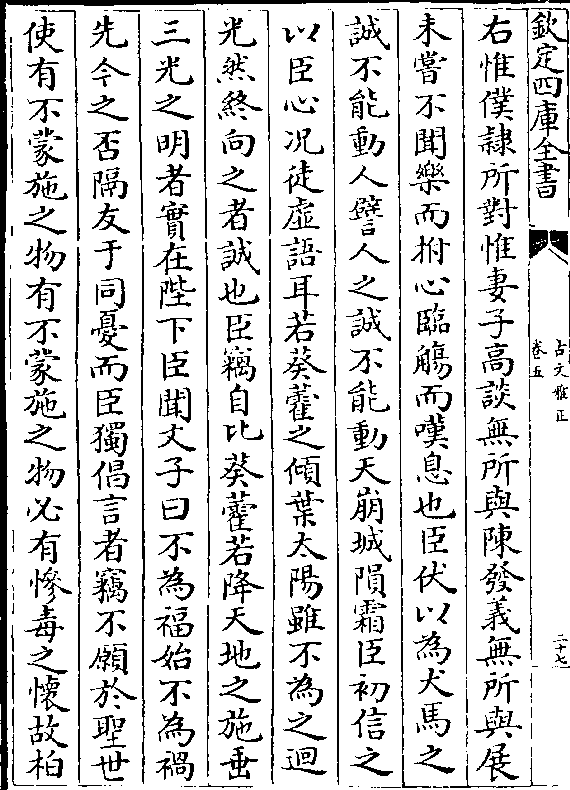 欽定四庫全書
古文雅正
卷五
二十七
右惟僕隸所對惟妻子高談無所與陳發義無所與展
未嘗不聞樂而拊心臨觴而嘆息也臣伏以為犬馬之
誠不能動人譬人之誠不能動天崩城隕霜臣初信之
以臣心况徒虛語耳若葵藿之傾葉太陽雖不為之迴
光然終向之者誠也臣竊自比葵藿若降天地之施垂
三光之明者實在陛下臣聞文子曰不為福始不為禍
先今之否隔友于同憂而臣獨倡言者竊不願於聖世
使有不蒙施之物有不蒙施之物必有慘毒之懷故柏